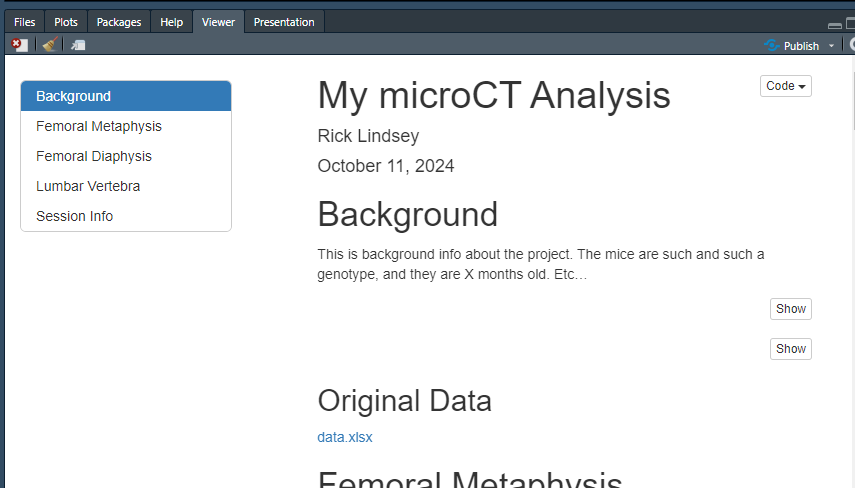 Files Plots Packages Help Viewer Presentation
Publish
Background
Femoral Metaphysis
Femoral Diaphysis
Lumbar Vertebra
Session Info
My microCT Analysis
Code
Rick Lindsey
October 11, 2024
Background
This is background info about the project. The mice are such and such a
genotype, and they are X months old. Etc…
Show
Show
Original Data
data.xlsx
Femoral Metaphysis